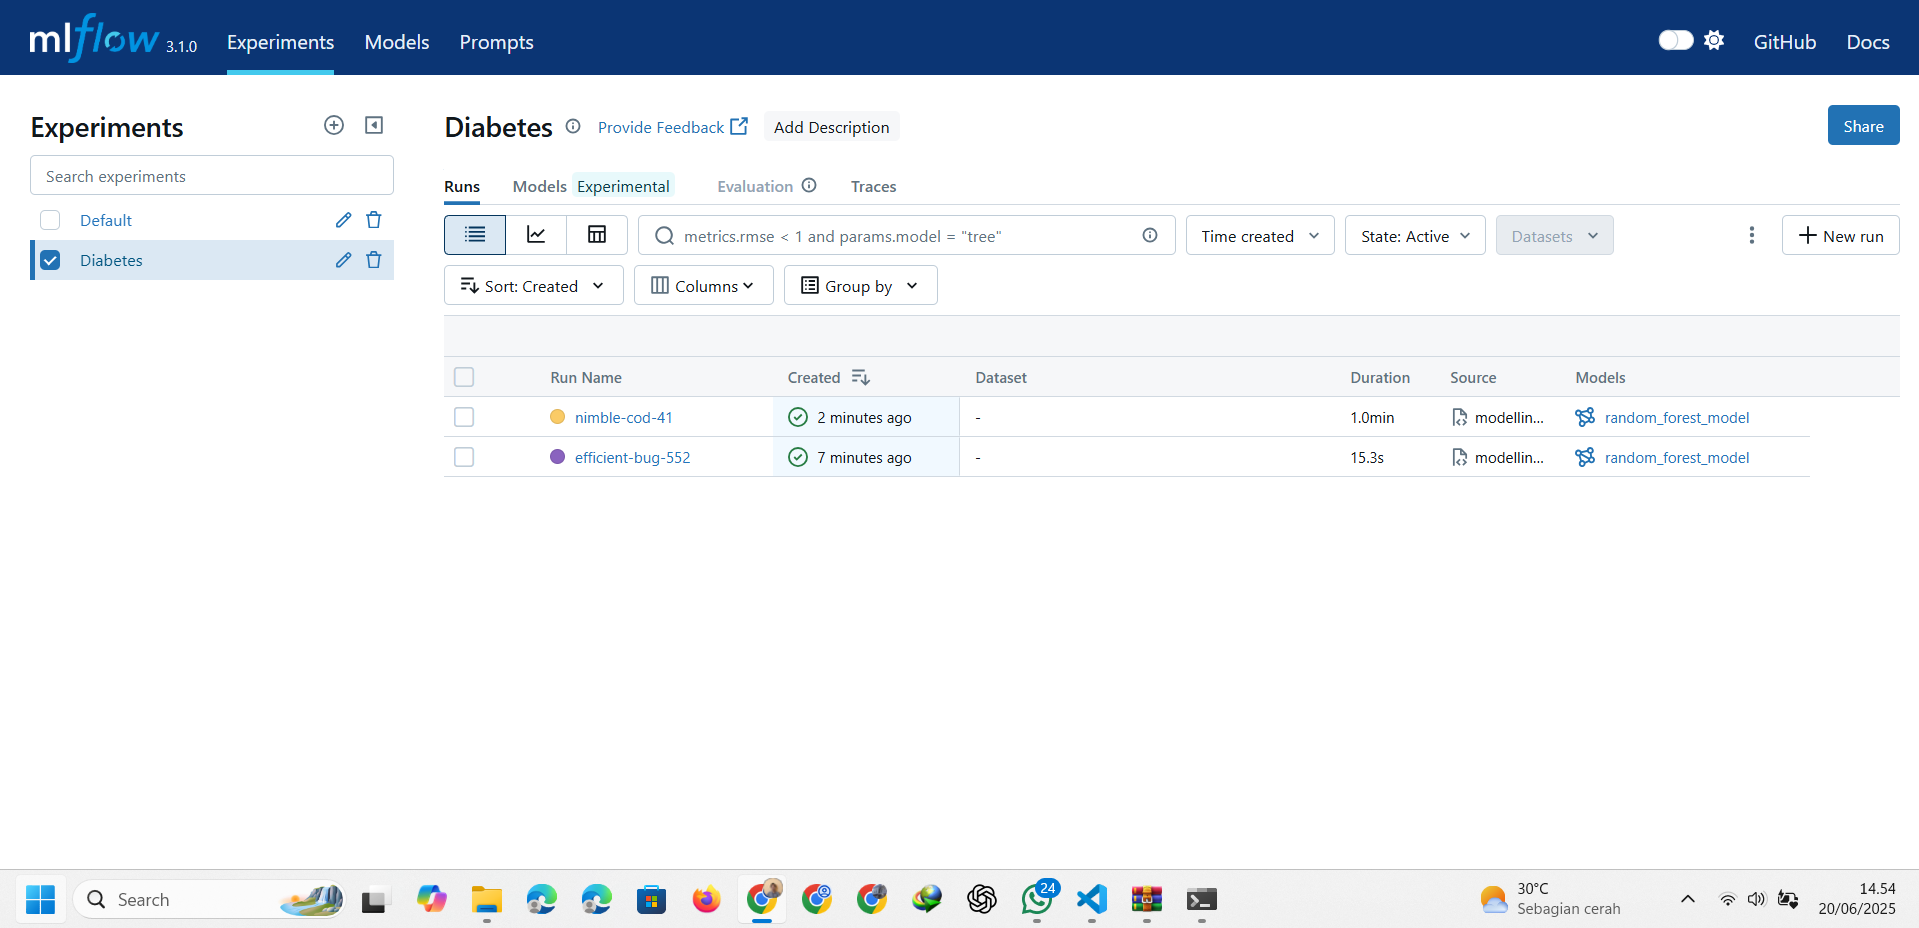 mlflow 3.1.0 Experiments Models Prompts GitHub Docs
Experiments
Search experiments
Default
Diabetes
Diabetes Provide Feedback Add Description Share
Runs Models Experimental Evaluation Traces
metrics.rmse < 1 and params.model = "tree" Time created State: Active Datasets New run
Sort: Created Columns Group by
Run Name Created Dataset Duration Source Models
nimble-cod-41 2 minutes ago - 1.0min modellin... random_forest_model
efficient-bug-552 7 minutes ago - 15.3s modellin... random_forest_model
Search 24 30°C Sebagian cerah 14.54
20/06/2025